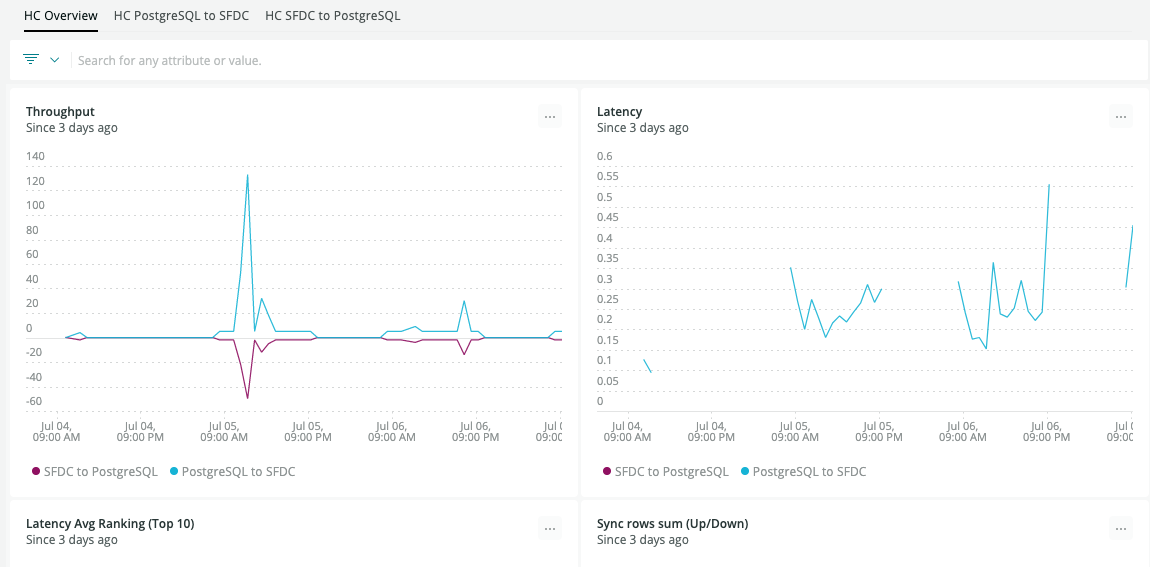 HC Overview HC PostgreSQL to SFDC HC SFDC to PostgreSQL
Search for any attribute or value.
Throughput
Since 3 days ago
...
140
120
100
80
60
40
20
0
-20
-40
-60
Jul 04, Jul 04, Jul 05, Jul 05, Jul 06, Jul 06, Jul 0
09:00 AM 09:00 PM 09:00 AM 09:00 PM 09:00 AM 09:00 PM 09:00
SFDC to PostgreSQL PostgreSQL to SFDC
Latency
Since 3 days ago
...
0.6
0.55
0.5
0.45
0.4
0.35
0.3
0.25
0.2
0.15
0.1
0.05
0
Jul 04, Jul 04, Jul 05, Jul 05, Jul 06, Jul 06, Jul 0
09:00 AM 09:00 PM 09:00 AM 09:00 PM 09:00 AM 09:00 PM 09:00
SFDC to PostgreSQL PostgreSQL to SFDC
Latency Avg Ranking (Top 10)
Since 3 days ago
...
Sync rows sum (Up/Down)
Since 3 days ago
...